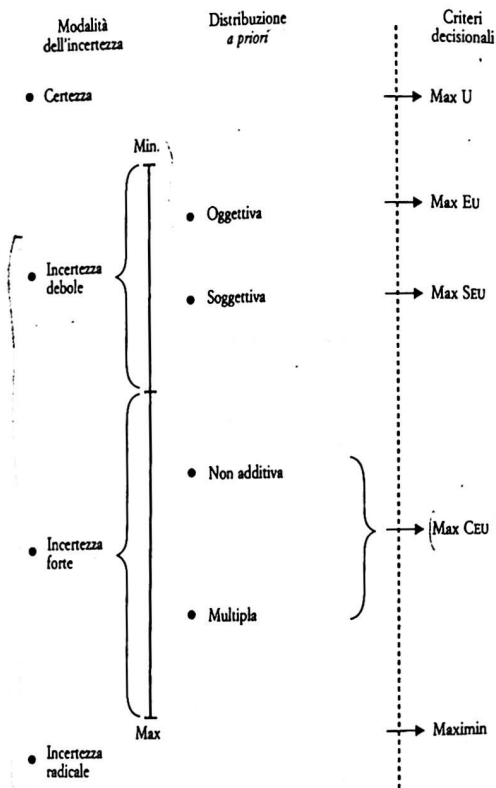 Modalità
dell'incertezza
Distribuzione
a priori
Criteri
decisionali
• Certezza
Max U
Min.
• Oggettiva
Max EU
• Incertezza
debole
• Soggettiva
Max SEU
• Non additiva
• Incertezza
forte
Max CEU
• Multipla
Max
Maximin
• Incertezza
radicale